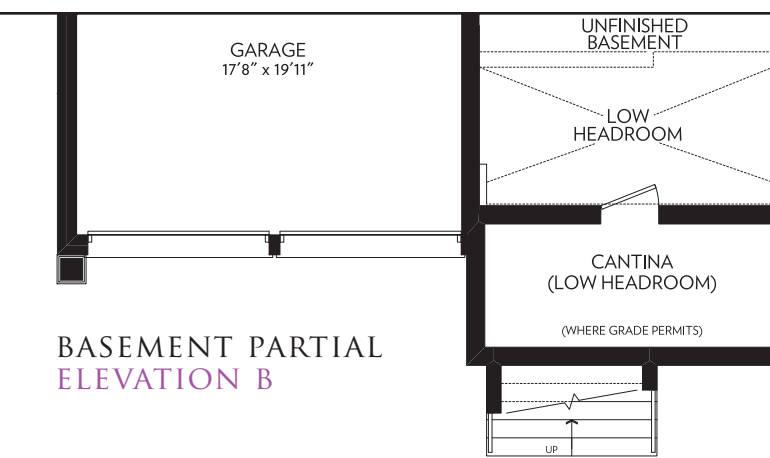 GARAGE
17'8" x 19'11"
UNFINISHED
BASEMENT
LOW
HEADROOM
CANTINA
(LOW HEADROOM)
(WHERE GRADE PERMITS)
BASEMENT PARTIAL
ELEVATION B
UP